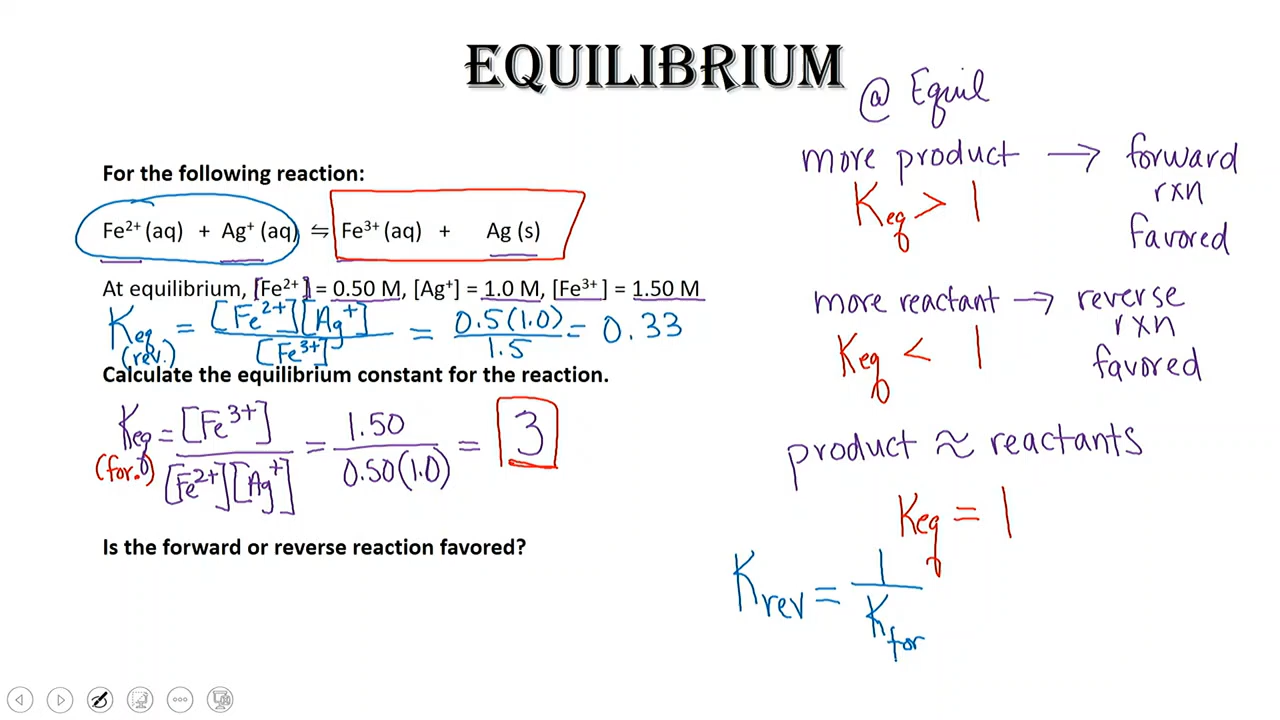 EQUILIBRIUM
@ Equil
more product → forward
rxn
favored
Keq > 1
For the following reaction:
Fe²⁺ (aq) + Ag⁺ (aq) ⇋ Fe³⁺ (aq) + Ag (s)
At equilibrium, [Fe²⁺] = 0.50 M, [Ag⁺] = 1.0 M, [Fe³⁺] = 1.50 M
Keq (rev.) = [Fe²⁺][Ag⁺] / [Fe³⁺] = 0.5(1.0) / 1.5 = 0.33
Calculate the equilibrium constant for the reaction.
Keq (for.) = [Fe³⁺] / [Fe²⁺][Ag⁺] = 1.50 / 0.50(1.0) = 3
Is the forward or reverse reaction favored?
more reactant → reverse
rxn
favored
Keq < 1
product ≈ reactants
Keq = 1
Krev = 1 / Kfor